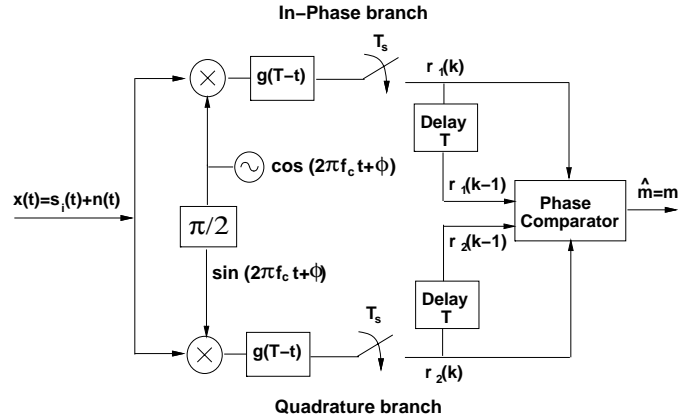 In-Phase branch
T_s
g(T-t)
r_1(k)
Delay
T
cos (2πf_c t+ϕ)
r_1(k-1)
x(t)=s_i(t)+n(t)
π/2
Phase
Comparator
m̂=m
r_2(k-1)
sin (2πf_c t+ϕ)
Delay
T
T_s
g(T-t)
r_2(k)
Quadrature branch